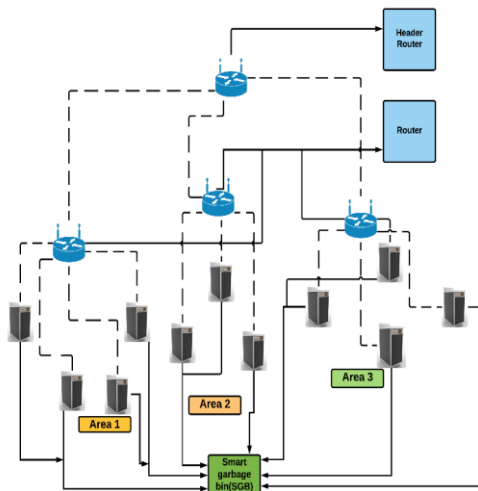 Header
Router
Router
Area 1
Area 2
Area 3
Smart
garbage
bin(SGB)